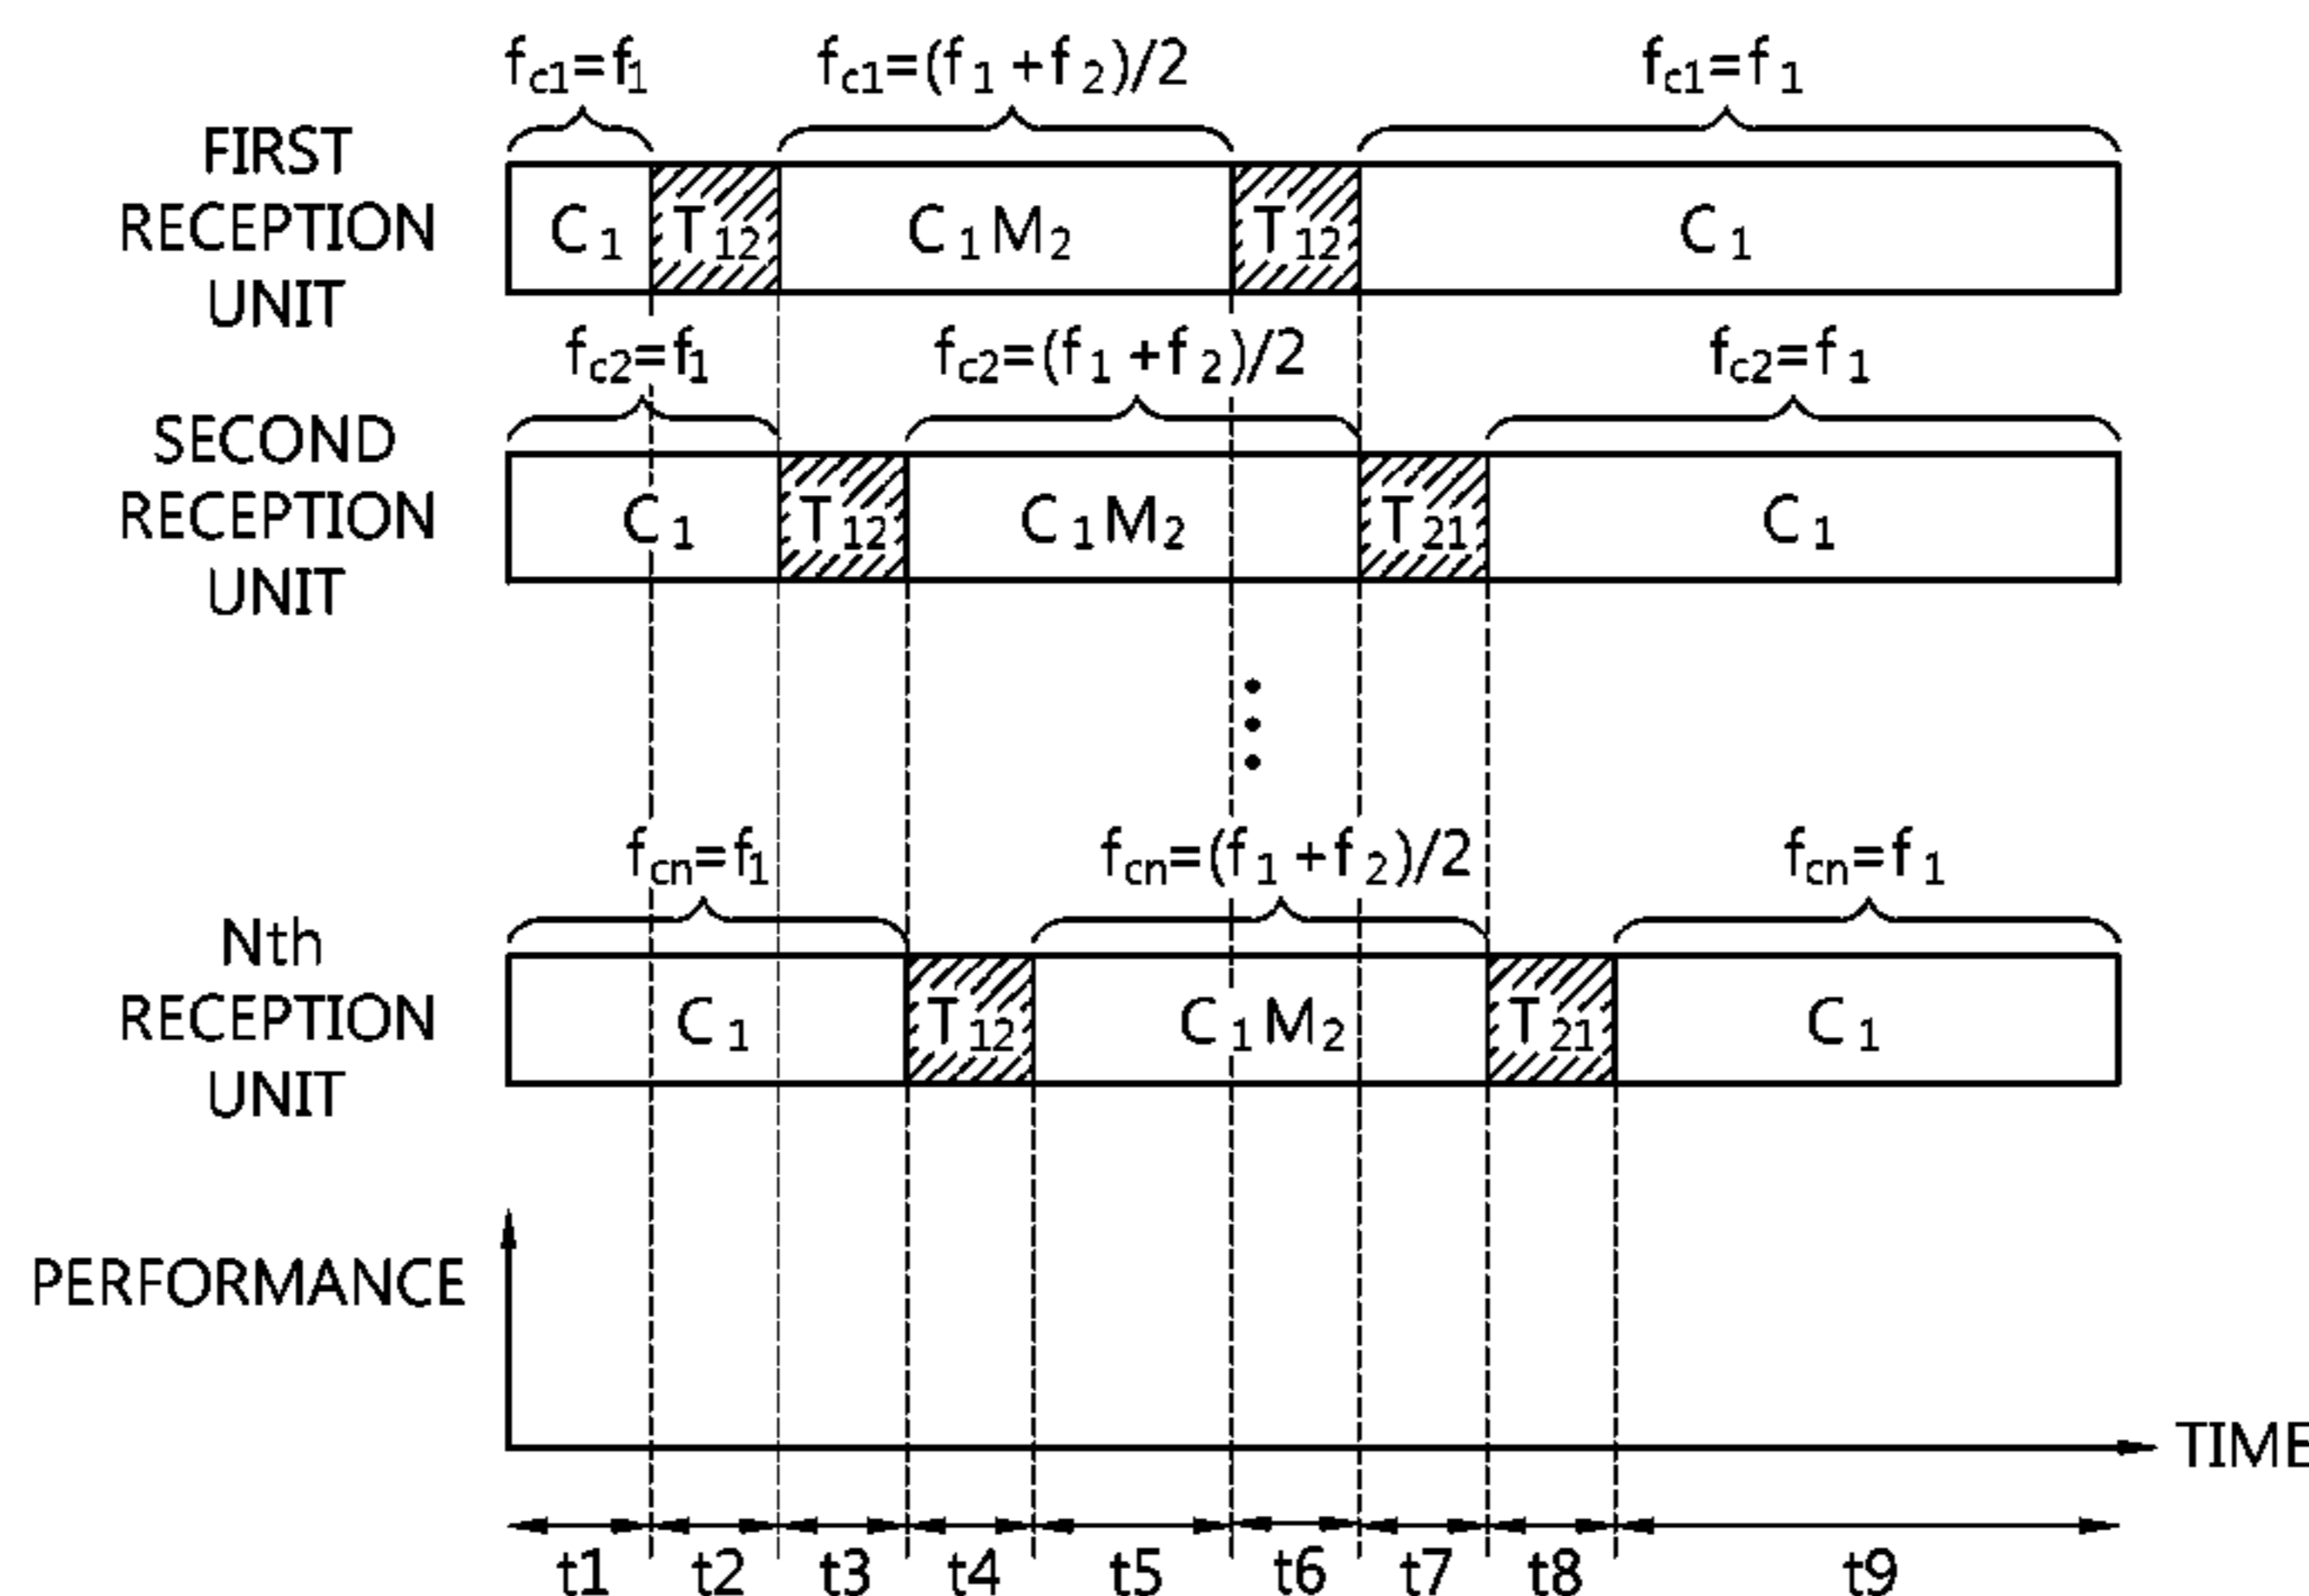 fc1=f1 fc1=(f1+f2)/2 fc1=f1
FIRST
RECEPTION
UNIT
C1 T12 C1M2 T12 C1
fc2=f1 fc2=(f1+f2)/2 fc2=f1
SECOND
RECEPTION
UNIT
C1 T12 C1M2 T21 C1
fcn=f1 fcn=(f1+f2)/2 fcn=f1
Nth
RECEPTION
UNIT
C1 T12 C1M2 T21 C1
PERFORMANCE
TIME
t1 t2 t3 t4 t5 t6 t7 t8 t9